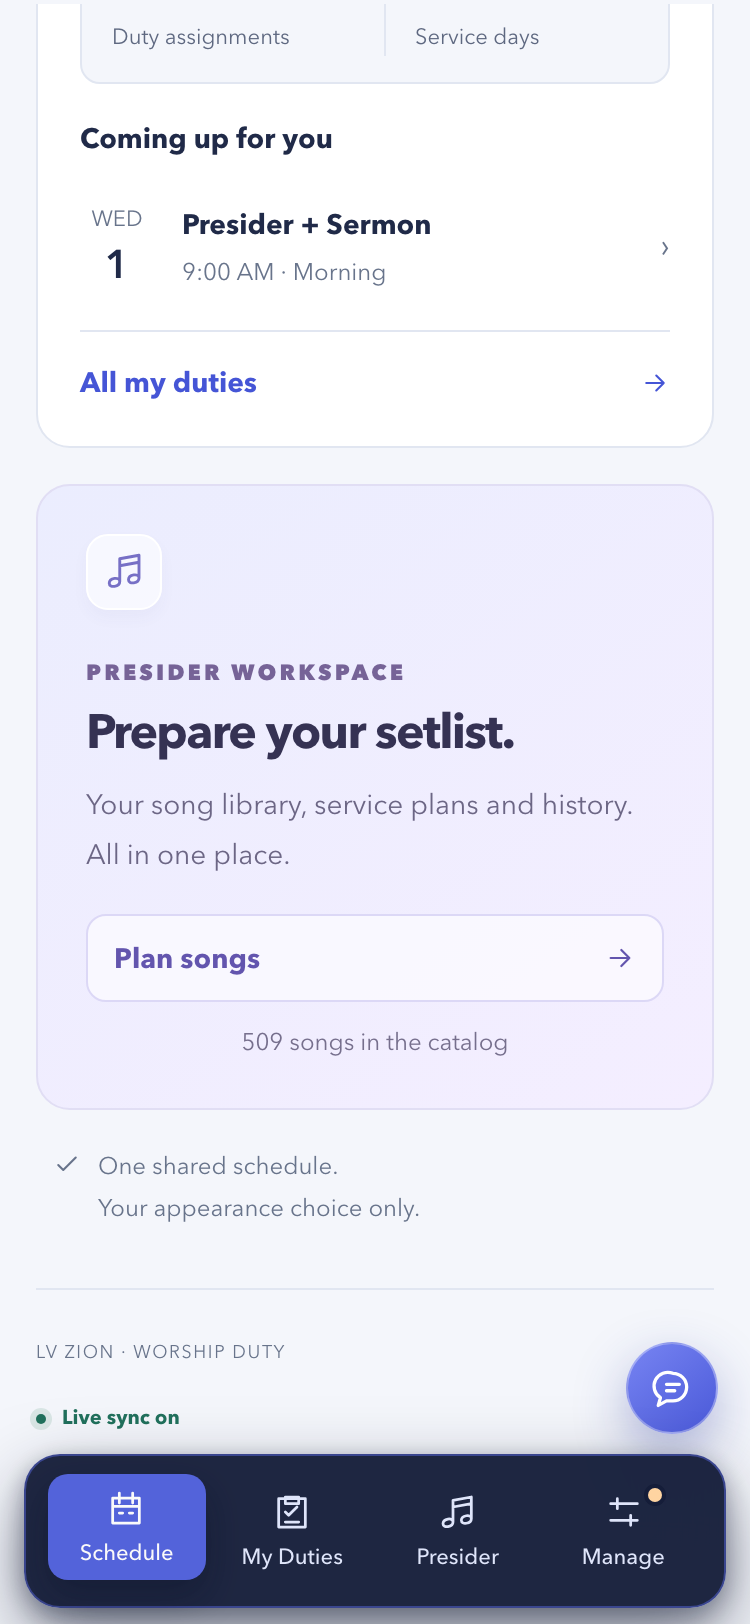 Duty assignments
Service days
Coming up for you
WED
1
Presider + Sermon
9:00 AM · Morning
All my duties
PRESIDER WORKSPACE
Prepare your setlist.
Your song library, service plans and history.
All in one place.
Plan songs
509 songs in the catalog
One shared schedule.
Your appearance choice only.
LV ZION · WORSHIP DUTY
Live sync on
Schedule
My Duties
Presider
Manage